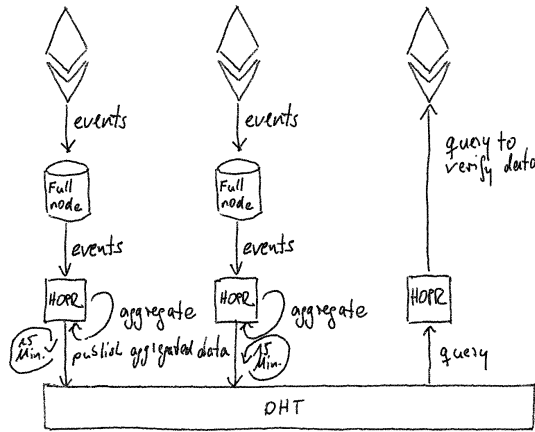 events
events
query to
verify data
Full
node
Full
node
events
events
HOPR
HOPR
HOPR
aggregate
aggregate
15
Min.
publish aggregated data
15
Min.
query
DHT